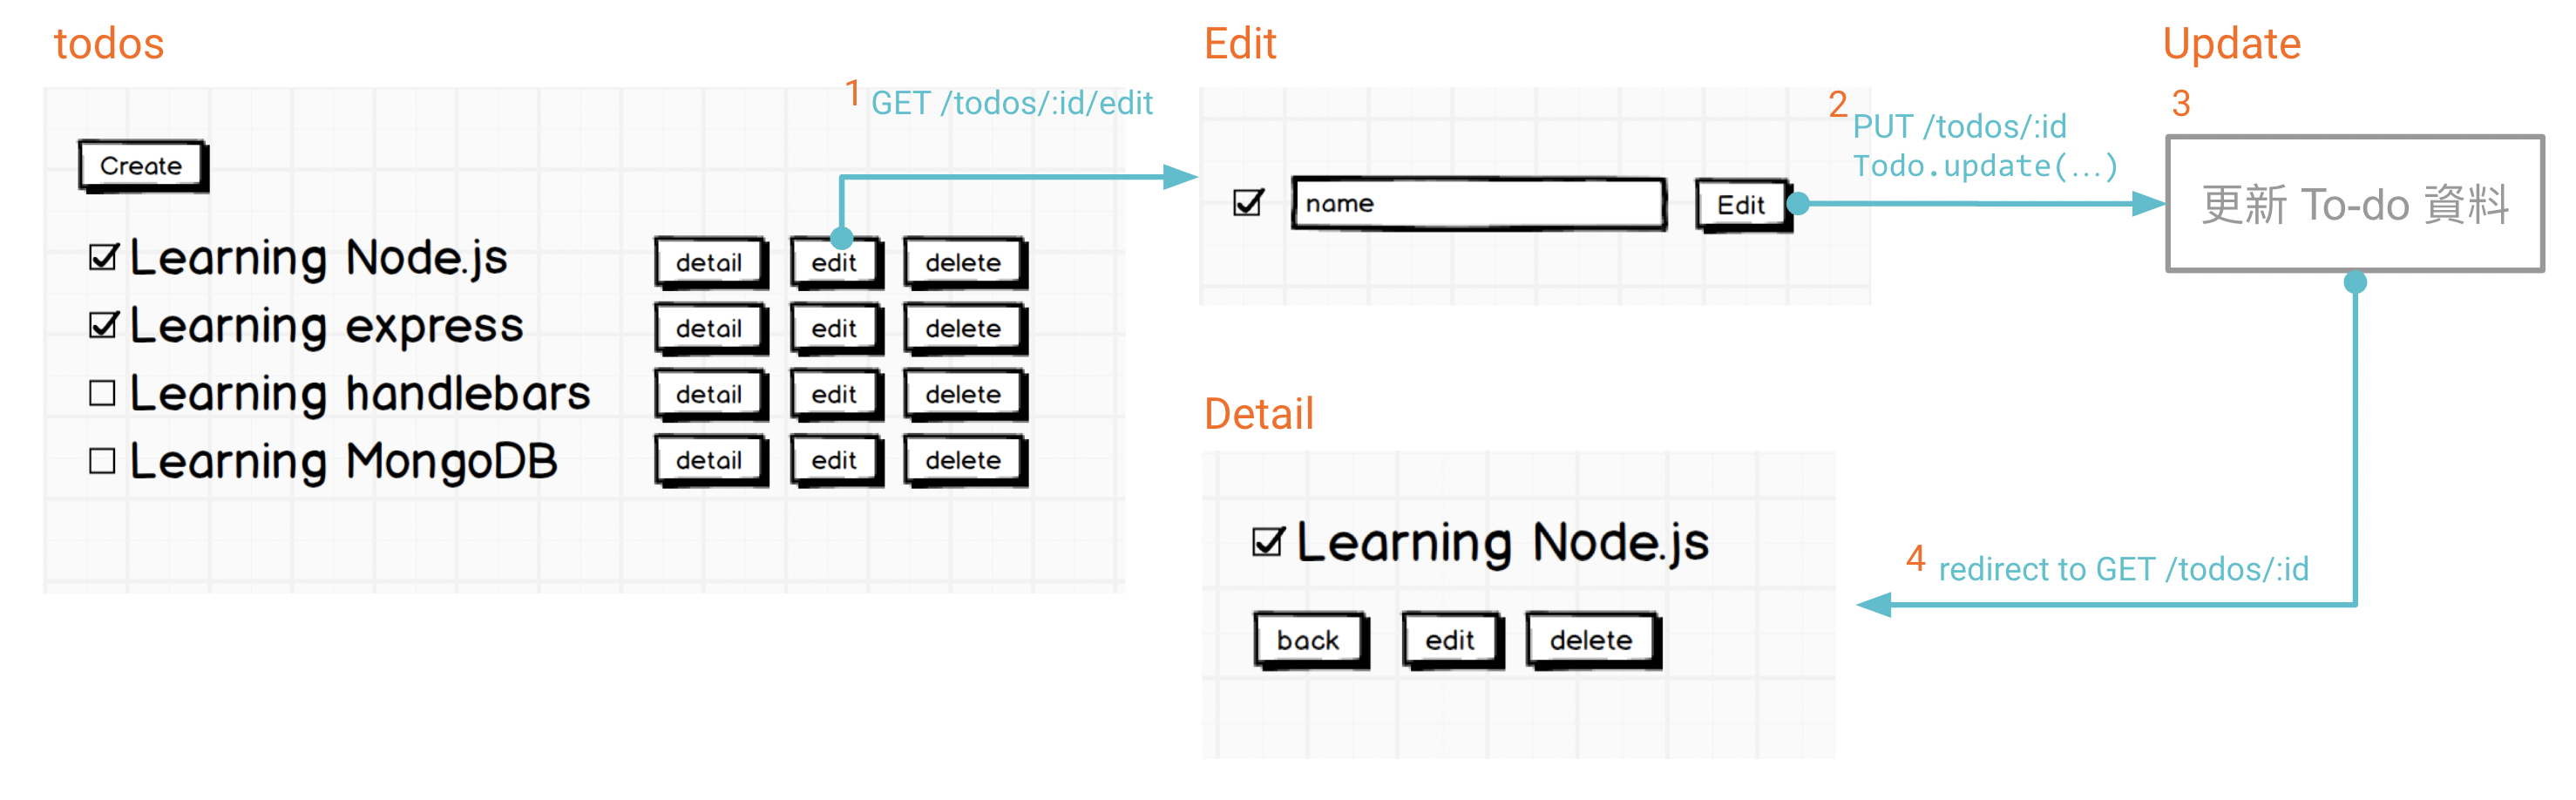 todos
1 GET /todos/:id/edit
Create
Learning Node.js detail edit delete
Learning express detail edit delete
Learning handlebars detail edit delete
Learning MongoDB detail edit delete
Edit
name Edit
2 PUT /todos/:id
Todo.update(...)
Update
3
更新 To-do 資料
4 redirect to GET /todos/:id
Detail
Learning Node.js
back edit delete